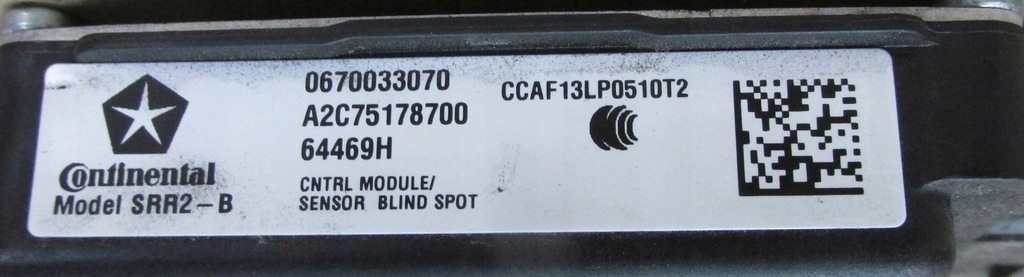 Continental
Model SRR2-B
0670033070
A2C75178700
64469H
CNTRL MODULE/
SENSOR BLIND SPOT
CCAF13LP0510T2